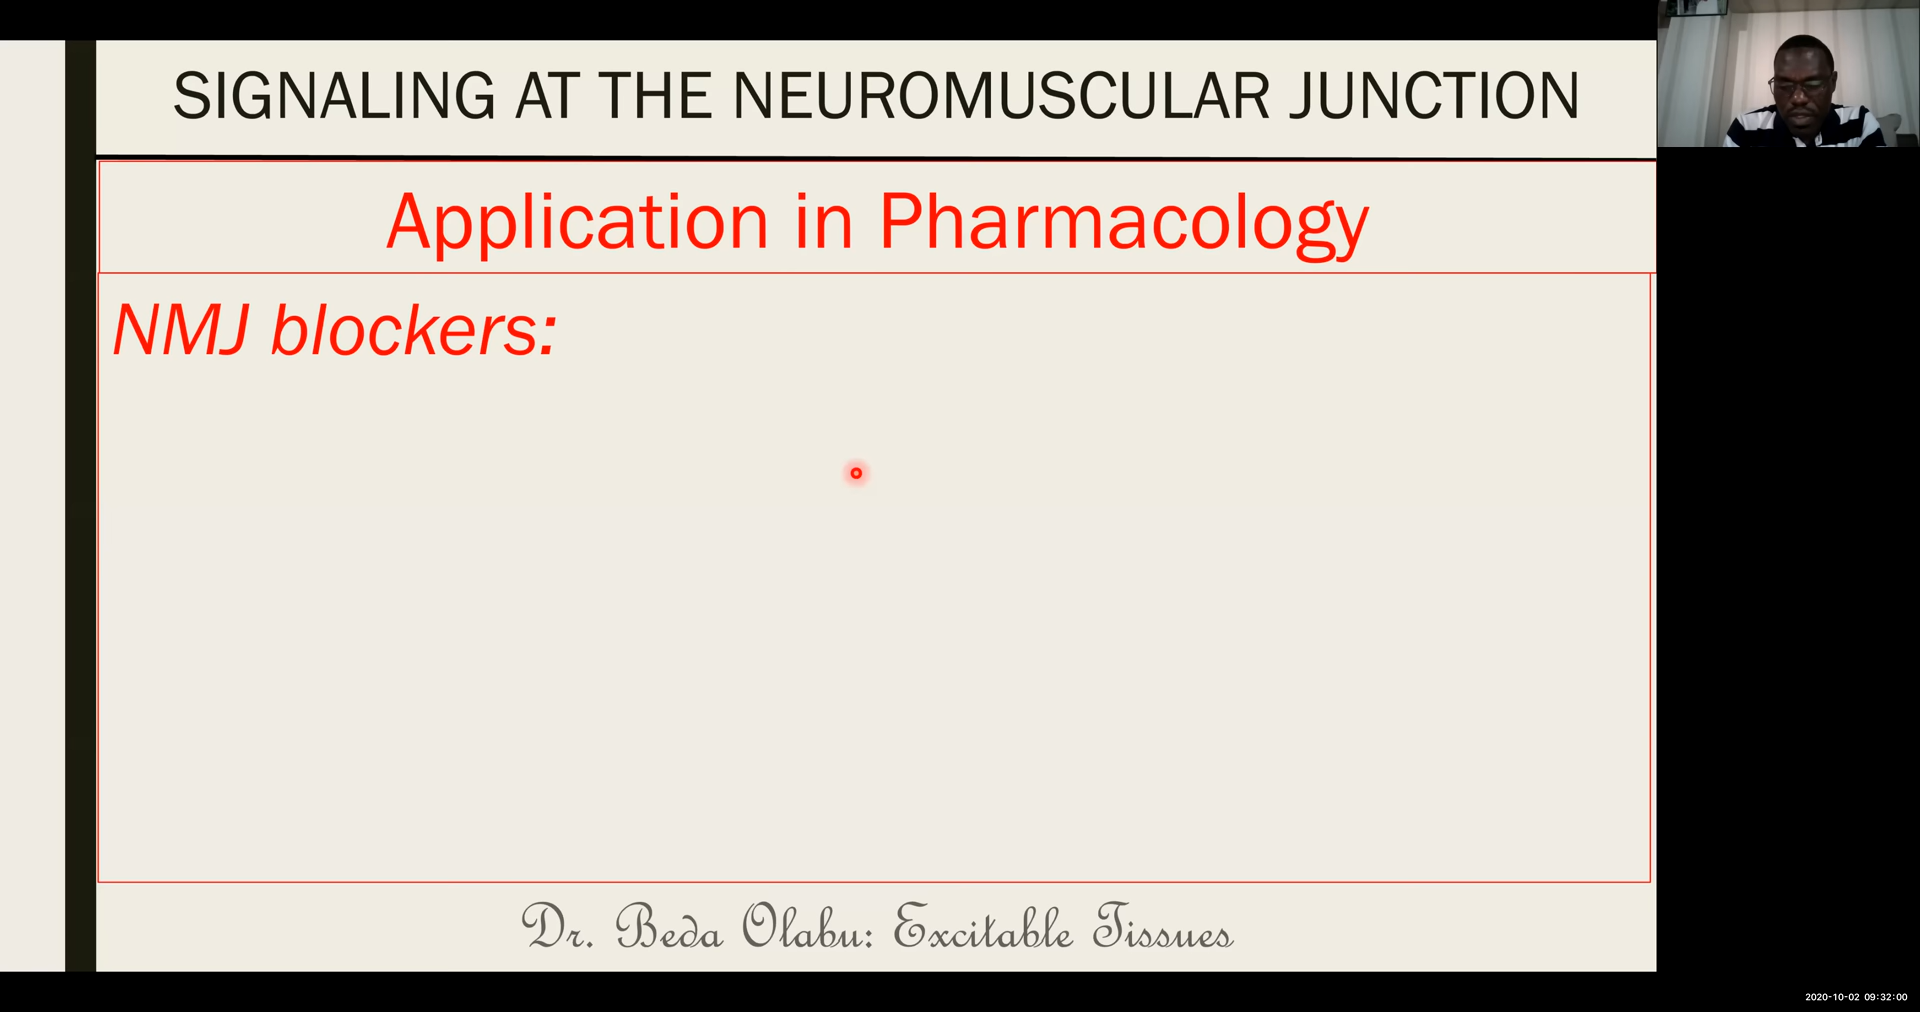 SIGNALING AT THE NEUROMUSCULAR JUNCTION
Application in Pharmacology
NMJ blockers:
Dr. Beda Olabu: Excitable Tissues
2020-10-02 09:32:00